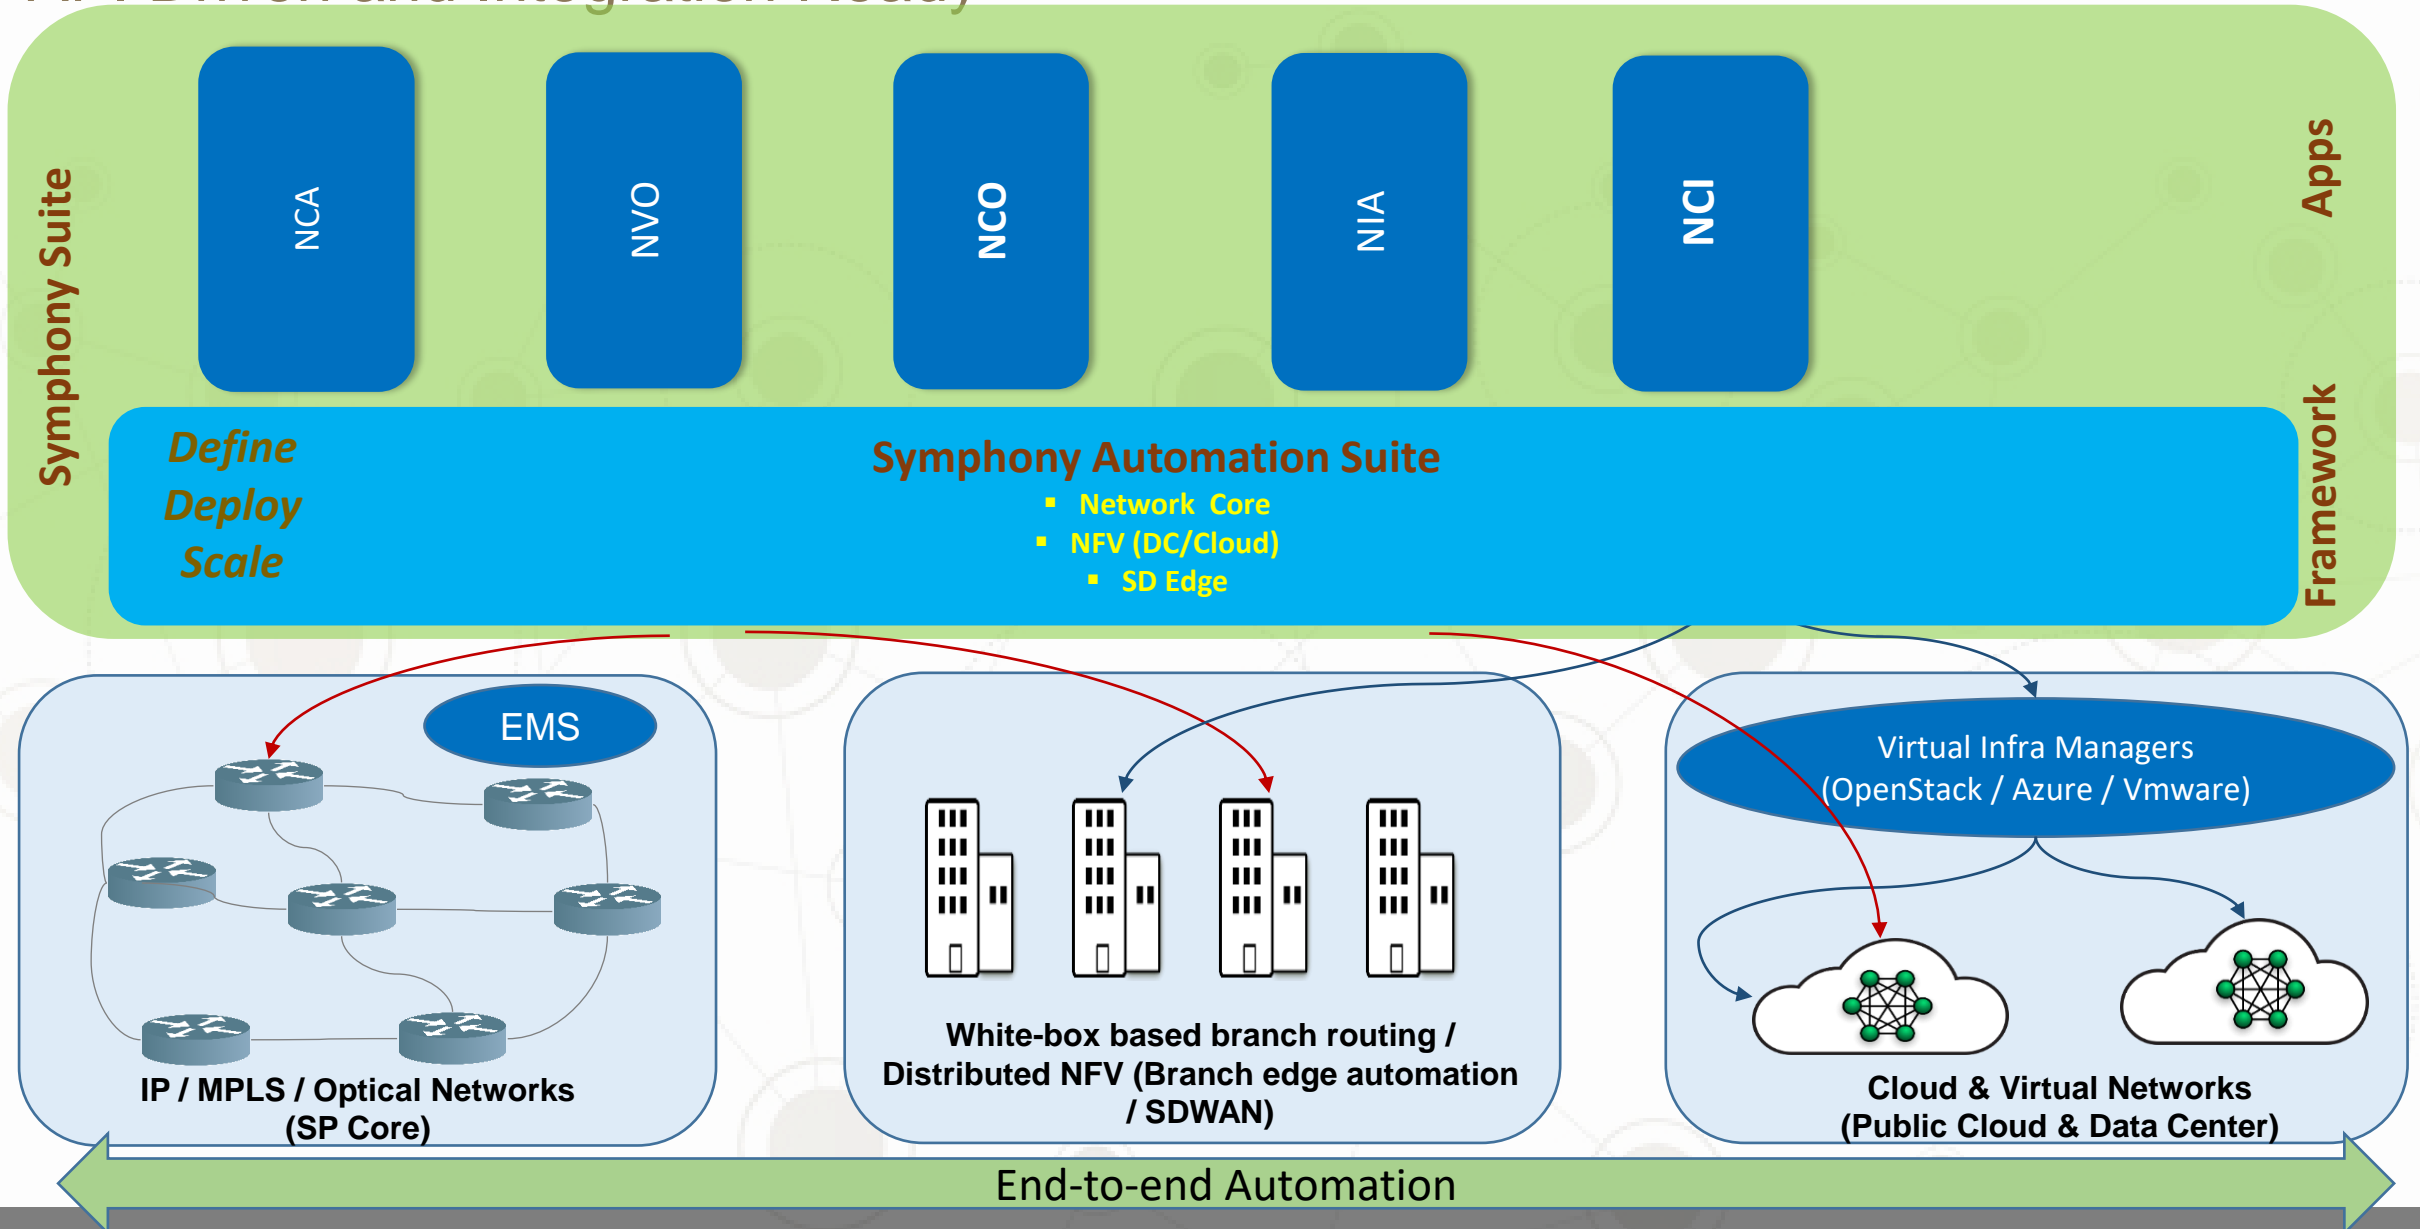 and Integration Ready
Symphony Suite
NCA
NVO
NCO
NIA
NCI
Apps
Framework
Define
Deploy
Scale
Symphony Automation Suite
▪ Network Core
▪ NFV (DC/Cloud)
▪ SD Edge
EMS
IP / MPLS / Optical Networks
(SP Core)
White-box based branch routing /
Distributed NFV (Branch edge automation
/ SDWAN)
Virtual Infra Managers
(OpenStack / Azure / Vmware)
Cloud & Virtual Networks
(Public Cloud & Data Center)
End-to-end Automation